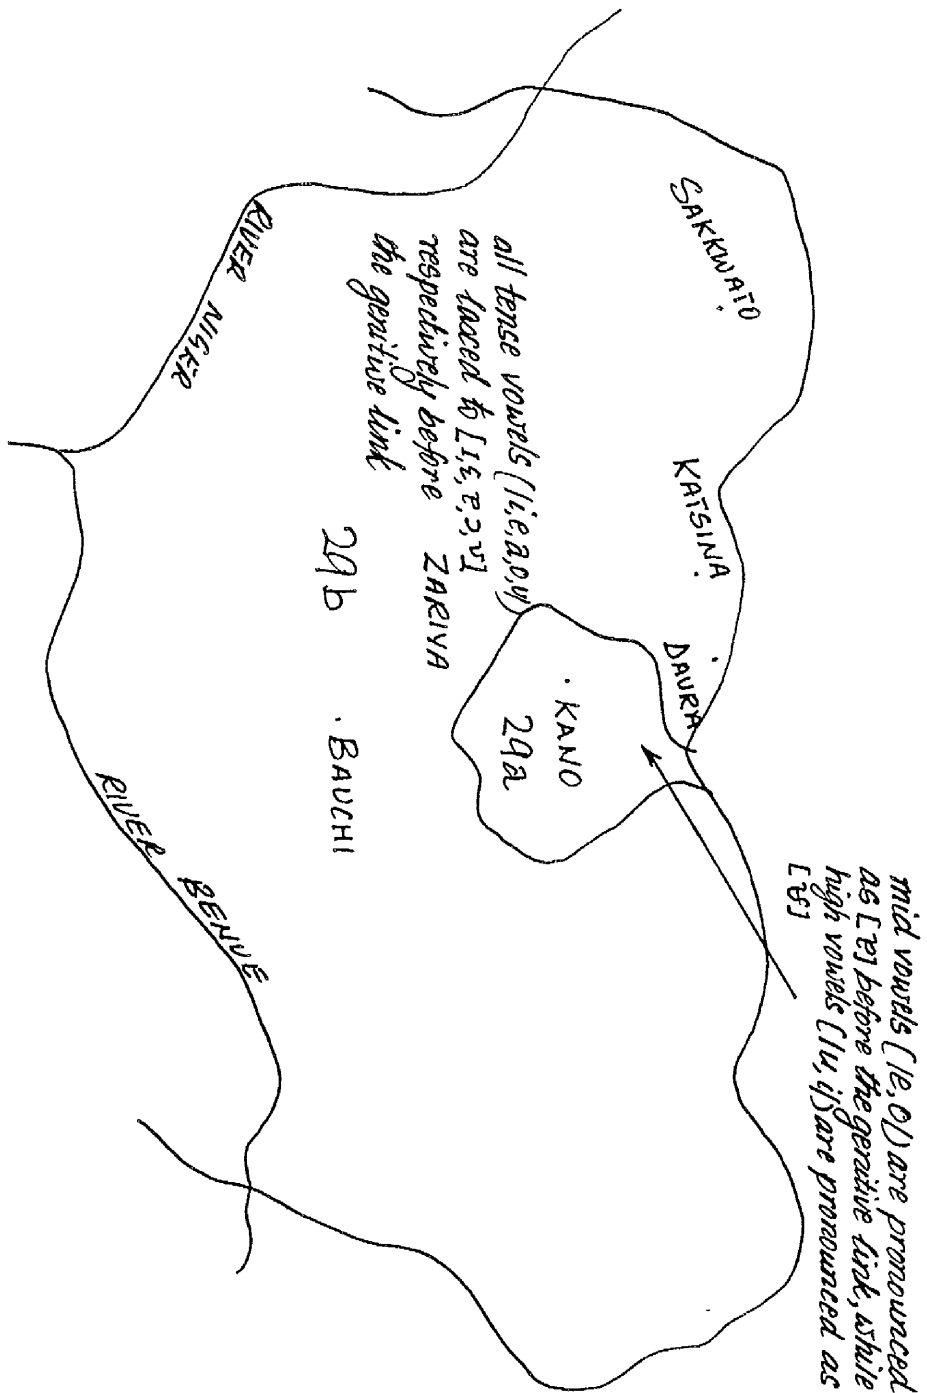 mid vowels (/e, o/) are pronounced
as [ɐ] before the genitive link, while
high vowels (/u, i/) are pronounced as
[ʊ]
SAKKWATO
KATSINA
DAURA
KANO
29a
all tense vowels (/i, e, a, o, u/)
are laxed to [ɪ, ɛ, ɐ, ɔ, ʊ]
respectively before
the genitive link
ZARIYA
29b
BAUCHI
RIVER NIGER
RIVER BENUE